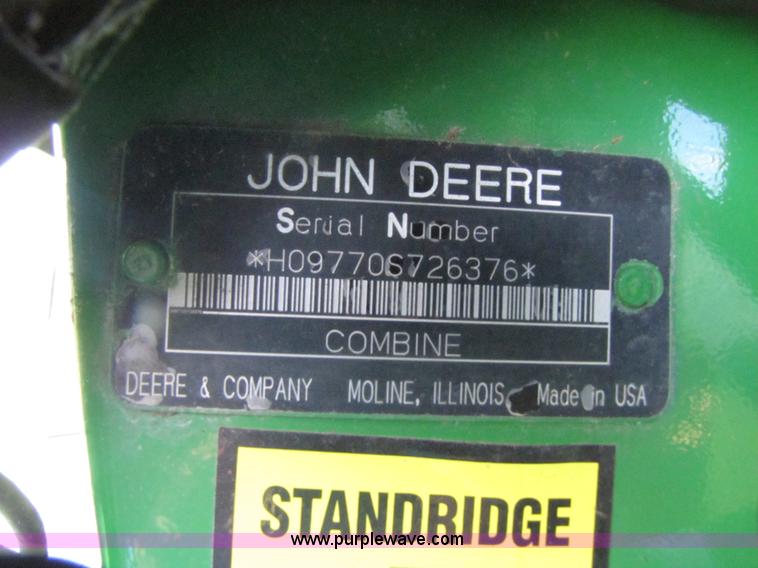 JOHN DEERE
Serial Number
*H09770S726376*
COMBINE
DEERE & COMPANY MOLINE, ILLINOIS Made in USA
STANDRIDGE
www.purplewave.com